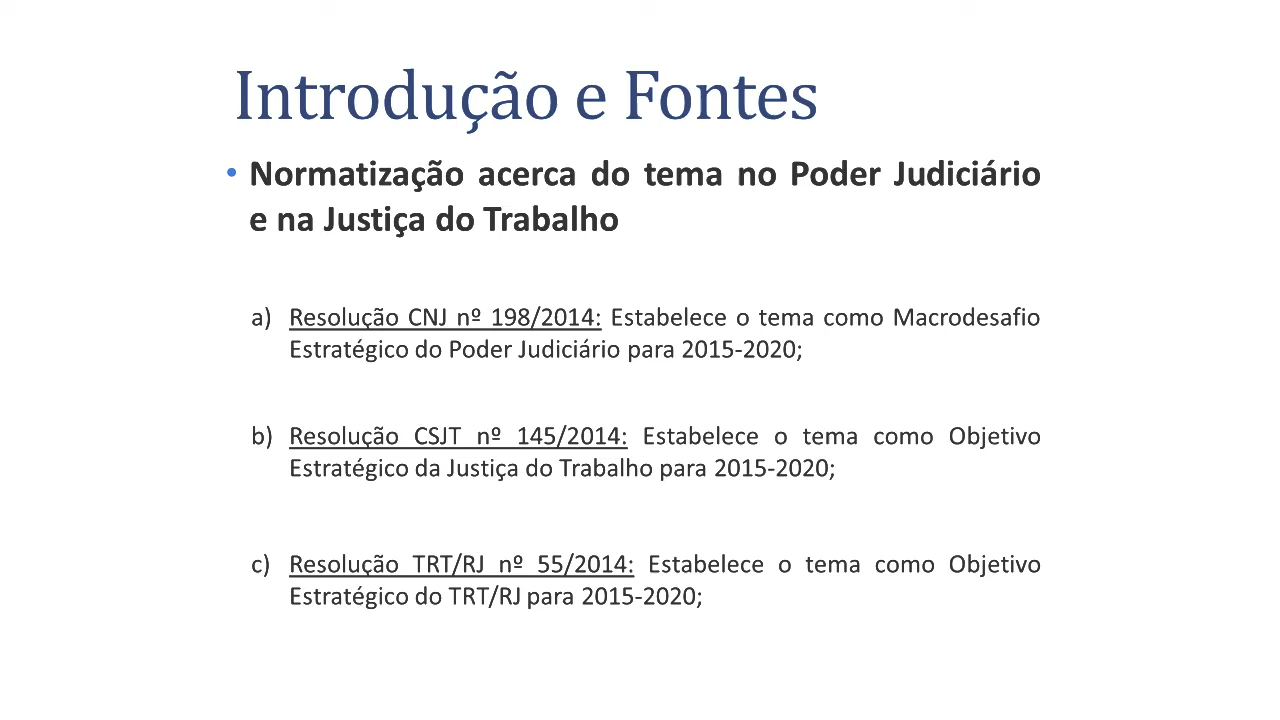 Introdução e Fontes
• Normatização acerca do tema no Poder Judiciário
e na Justiça do Trabalho
a) Resolução CNJ nº 198/2014: Estabelece o tema como Macrodesafio
Estratégico do Poder Judiciário para 2015-2020;
b) Resolução CSJT nº 145/2014: Estabelece o tema como Objetivo
Estratégico da Justiça do Trabalho para 2015-2020;
c) Resolução TRT/RJ nº 55/2014: Estabelece o tema como Objetivo
Estratégico do TRT/RJ para 2015-2020;